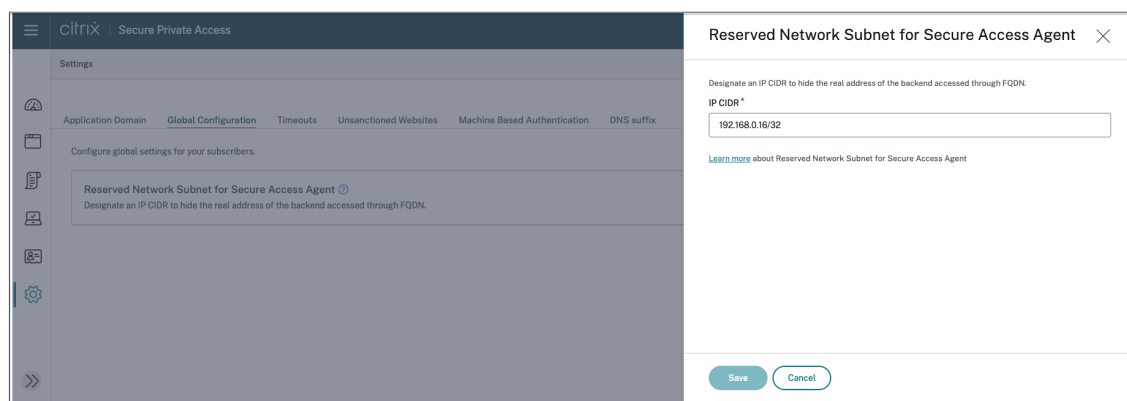 citrix | Secure Private Access
Settings
Application Domain Global Configuration Timeouts Unsanctioned Websites Machine Based Authentication DNS suffix
Configure global settings for your subscribers.
Reserved Network Subnet for Secure Access Agent ?
Designate an IP CIDR to hide the real address of the backend accessed through FQDN.
Reserved Network Subnet for Secure Access Agent
Designate an IP CIDR to hide the real address of the backend accessed through FQDN.
IP CIDR *
192.168.0.16/32
Learn more about Reserved Network Subnet for Secure Access Agent
Save Cancel